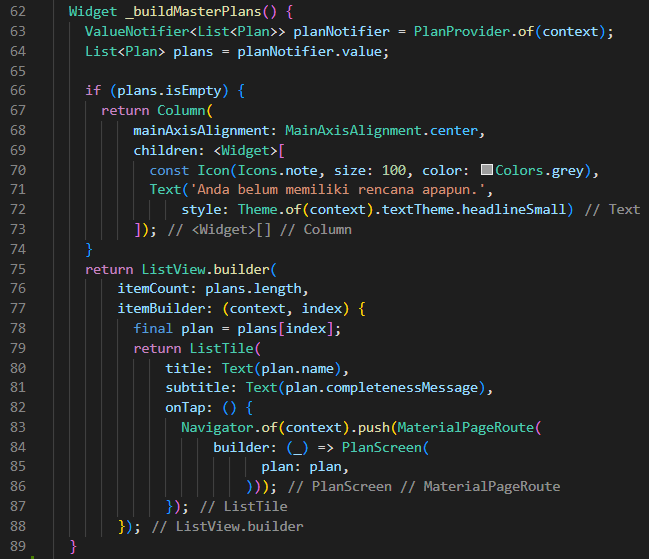 62 Widget _buildMasterPlans() {
63 ValueNotifier<List<Plan>> planNotifier = PlanProvider.of(context);
64 List<Plan> plans = planNotifier.value;
65
66 if (plans.isEmpty) {
67 return Column(
68 mainAxisAlignment: MainAxisAlignment.center,
69 children: <Widget>[
70 const Icon(Icons.note, size: 100, color: Colors.grey),
71 Text('Anda belum memiliki rencana apapun.',
72 style: Theme.of(context).textTheme.headlineSmall) // Text
73 ]); // <Widget>[] // Column
74 }
75 return ListView.builder(
76 itemCount: plans.length,
77 itemBuilder: (context, index) {
78 final plan = plans[index];
79 return ListTile(
80 title: Text(plan.name),
81 subtitle: Text(plan.completenessMessage),
82 onTap: () {
83 Navigator.of(context).push(MaterialPageRoute(
84 builder: (_) => PlanScreen(
85 plan: plan,
86 ))); // PlanScreen // MaterialPageRoute
87 }); // ListTile
88 }); // ListView.builder
89 }